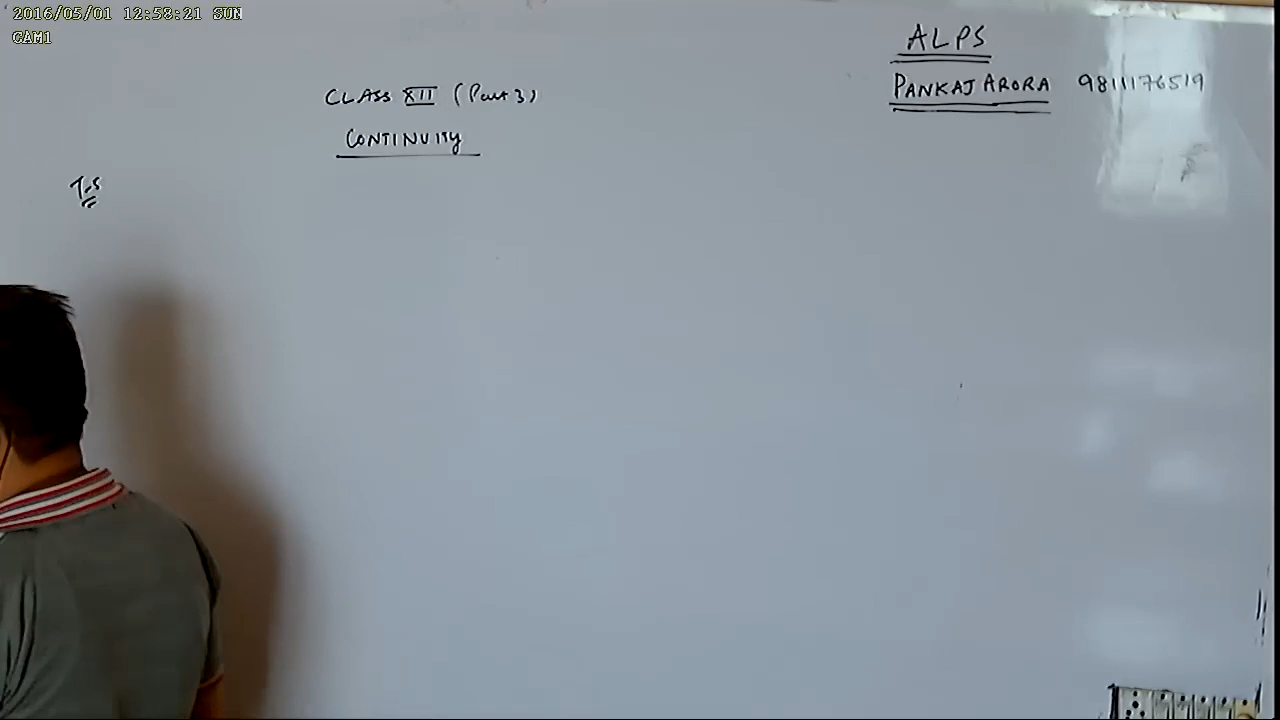 2016/05/01 12:58:21 SUN
CAM1
ALPS
PANKAJ ARORA 9811176519
CLASS XII (Part 3)
CONTINUITY